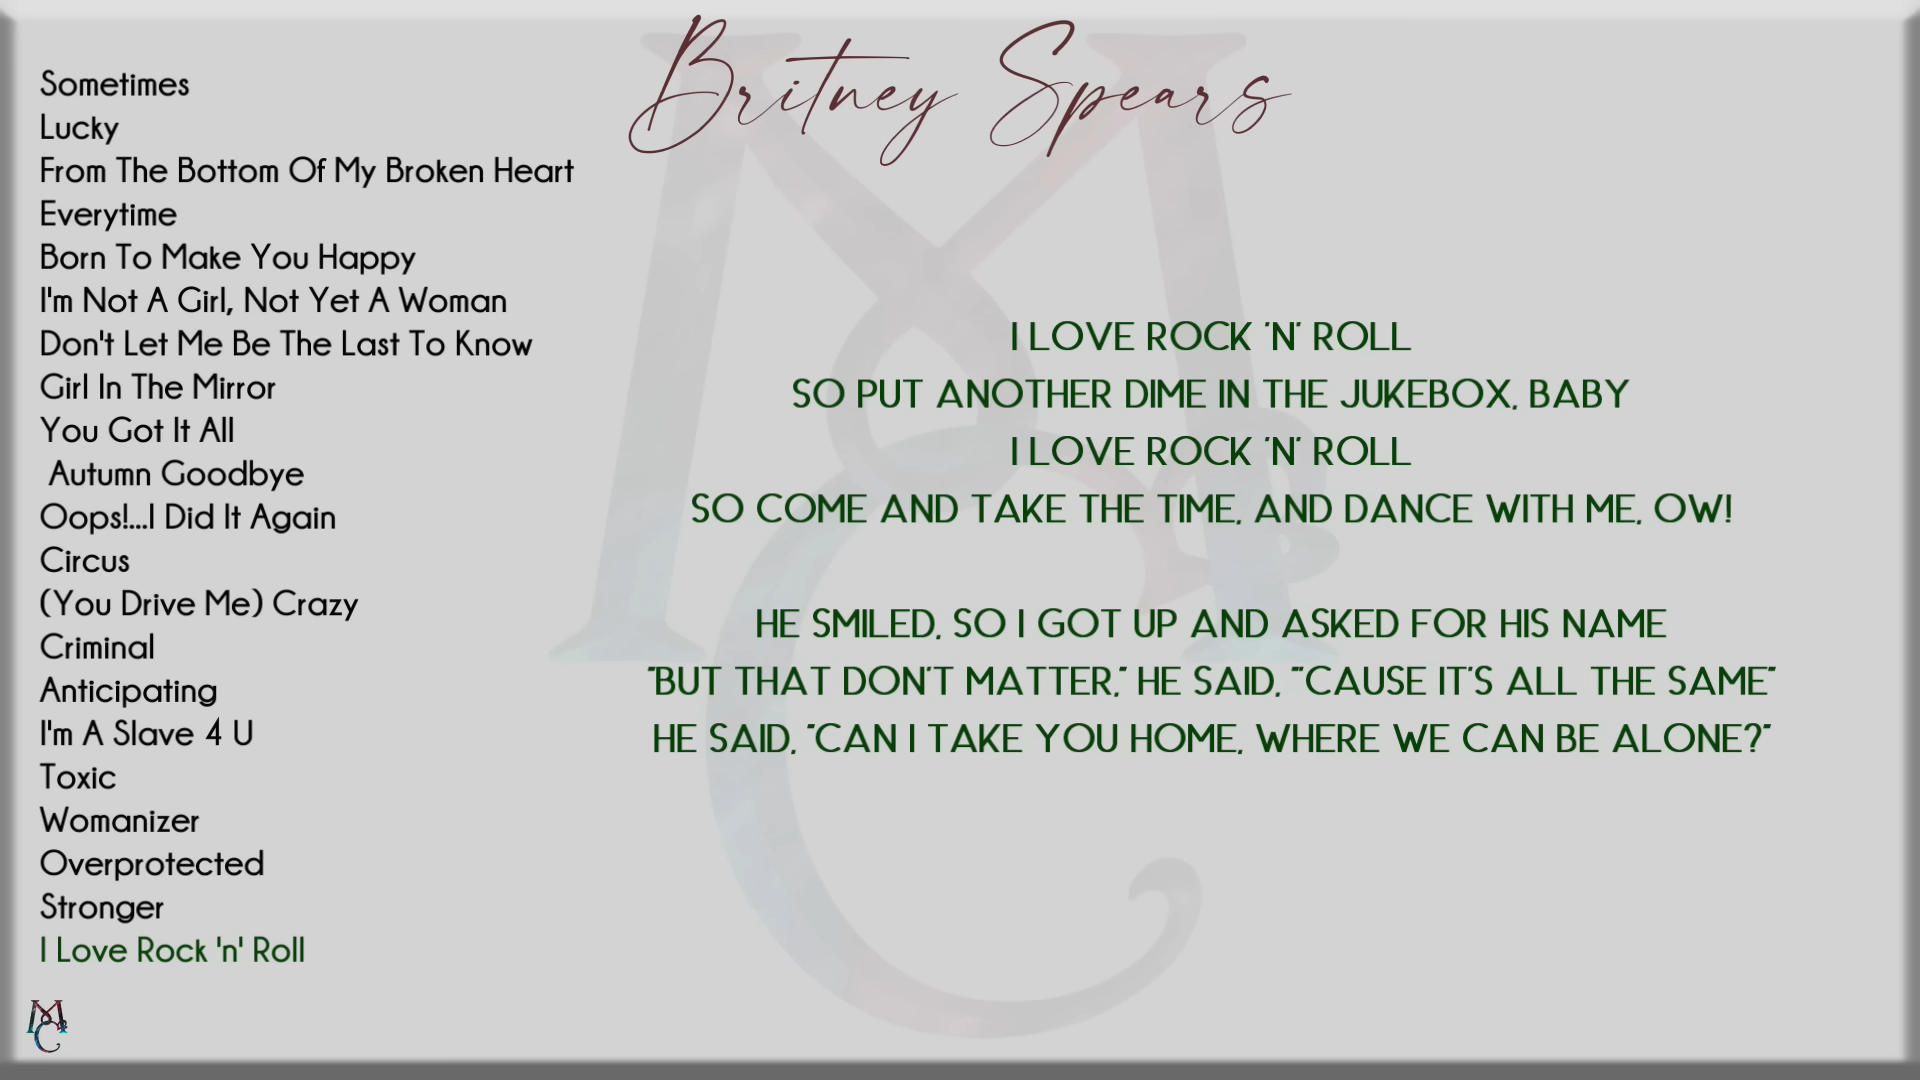 Britney Spears
Sometimes
Lucky
From The Bottom Of My Broken Heart
Everytime
Born To Make You Happy
I'm Not A Girl, Not Yet A Woman
Don't Let Me Be The Last To Know
Girl In The Mirror
You Got It All
Autumn Goodbye
Oops!...I Did It Again
Circus
(You Drive Me) Crazy
Criminal
Anticipating
I'm A Slave 4 U
Toxic
Womanizer
Overprotected
Stronger
I Love Rock 'n' Roll
I LOVE ROCK 'N' ROLL
SO PUT ANOTHER DIME IN THE JUKEBOX, BABY
I LOVE ROCK 'N' ROLL
SO COME AND TAKE THE TIME, AND DANCE WITH ME, OW!
HE SMILED, SO I GOT UP AND ASKED FOR HIS NAME
"BUT THAT DON'T MATTER," HE SAID, "'CAUSE IT'S ALL THE SAME"
HE SAID, "CAN I TAKE YOU HOME, WHERE WE CAN BE ALONE?"
MC